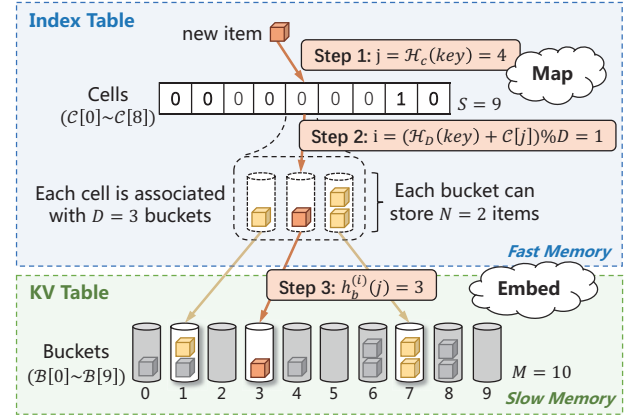 Index Table
new item
Step 1: j = ℋ_c(key) = 4
Map
Cells
(𝒞[0]~𝒞[8])
0 0 0 0 0 0 0 1 0
S = 9
Step 2: i = (ℋ_D(key) + 𝒞[j])%D = 1
Each cell is associated
with D = 3 buckets
Each bucket can
store N = 2 items
Fast Memory
KV Table
Step 3: h_b^(i)(j) = 3
Embed
Buckets
(ℬ[0]~ℬ[9])
M = 10
0 1 2 3 4 5 6 7 8 9
Slow Memory